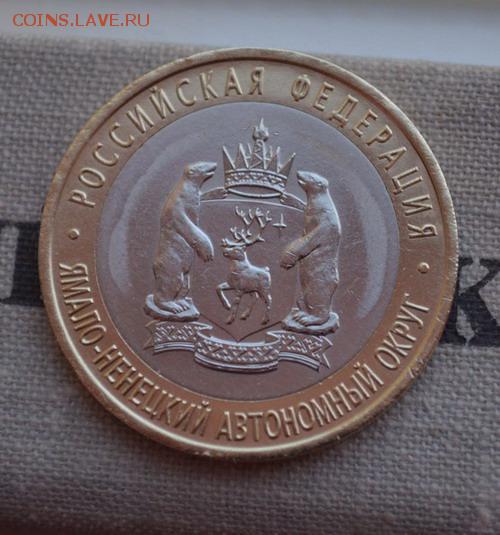 COINS.LAVE.RU
• РОССИЙСКАЯ ФЕДЕРАЦИЯ •
ЯМАЛО-НЕНЕЦКИЙ АВТОНОМНЫЙ ОКРУГ
К